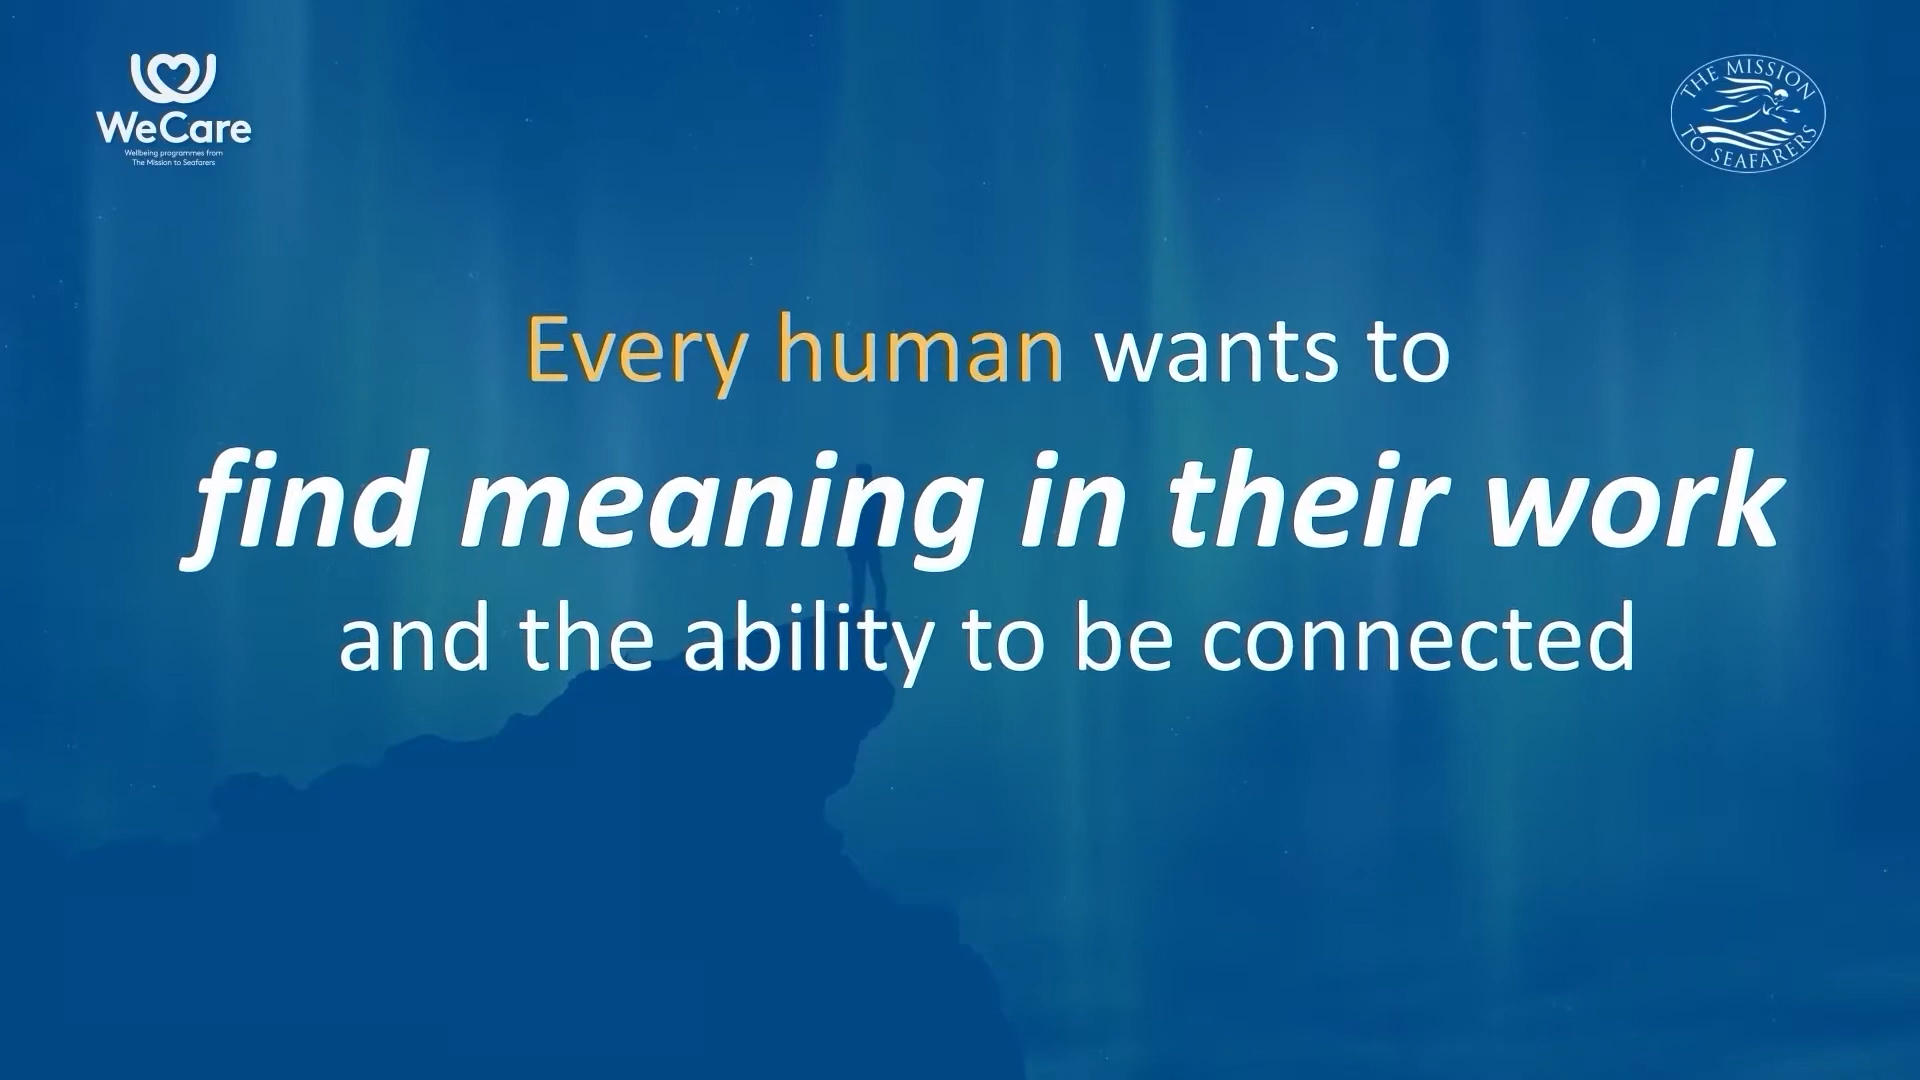 WeCare
Wellbeing programmes from
The Mission to Seafarers
THE MISSION
TO SEAFARERS
Every human wants to
find meaning in their work
and the ability to be connected